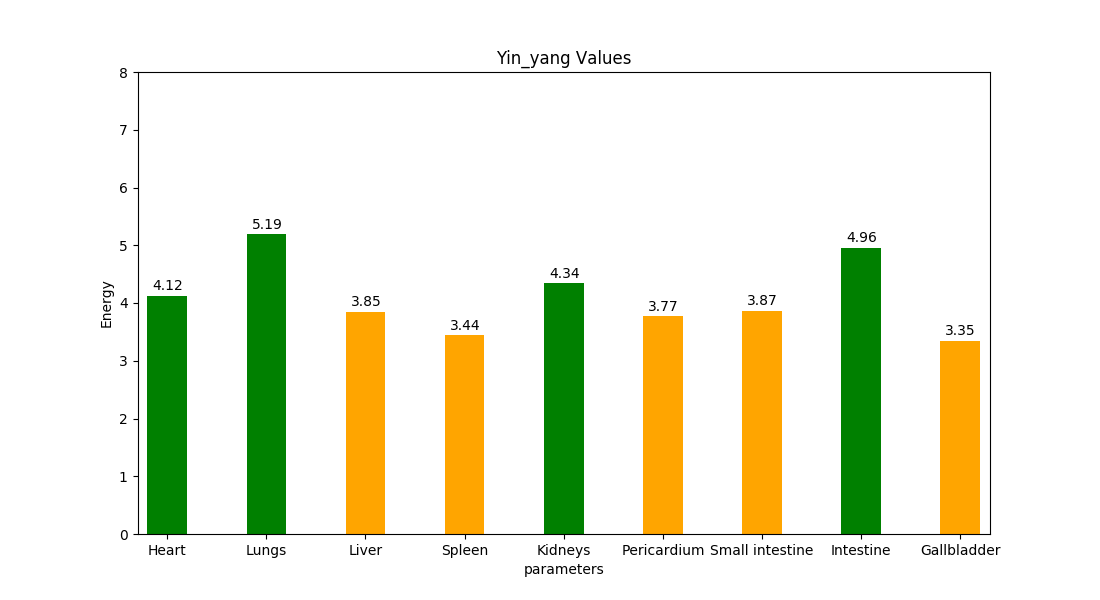 Yin_yang Values
8
7
6
5
4
3
2
1
0
Energy
4.12
5.19
3.85
3.44
4.34
3.77
3.87
4.96
3.35
Heart
Lungs
Liver
Spleen
Kidneys
Pericardium
Small intestine
Intestine
Gallbladder
parameters